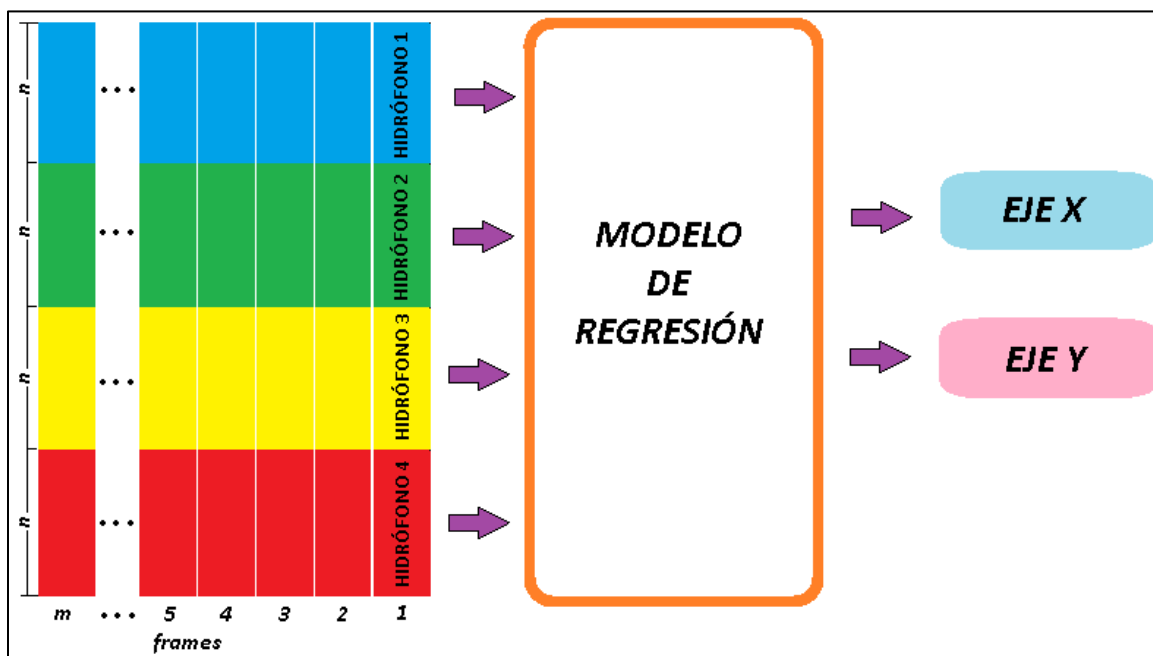 n
...
HIDRÓFONO 1
n
...
HIDRÓFONO 2
n
...
HIDRÓFONO 3
n
...
HIDRÓFONO 4
m ... 5 4 3 2 1
frames
MODELO
DE
REGRESIÓN
EJE X
EJE Y